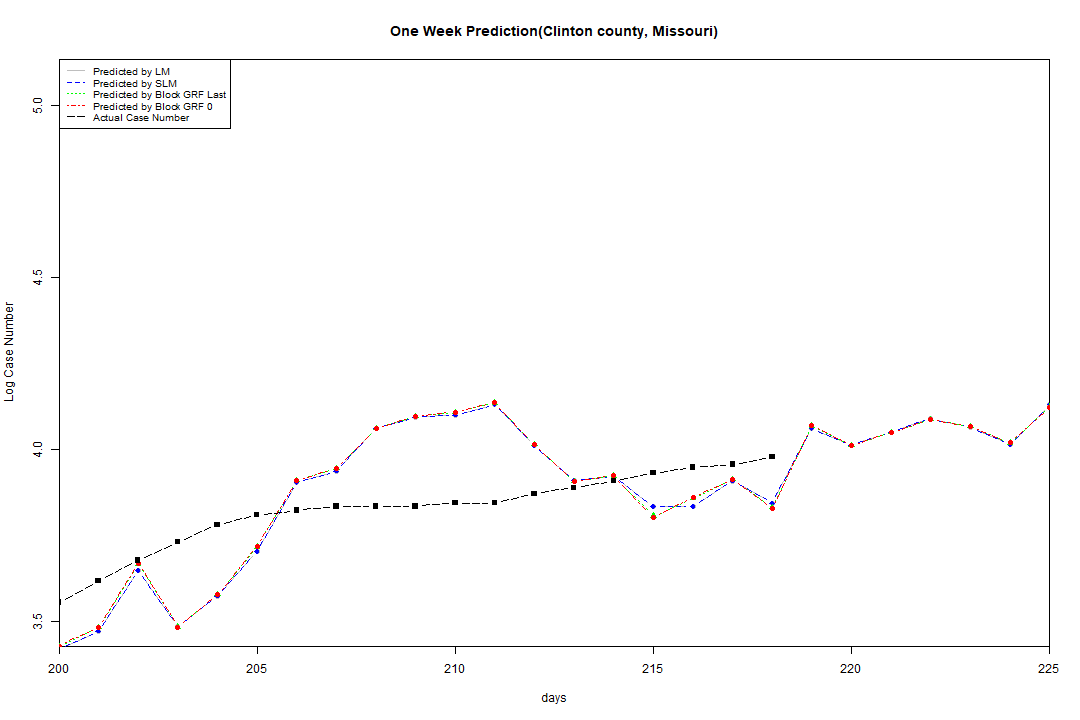 One Week Prediction(Clinton county, Missouri)
Predicted by LM
Predicted by SLM
Predicted by Block GRF Last
Predicted by Block GRF 0
Actual Case Number
5.0
4.5
4.0
3.5
Log Case Number
200 205 210 215 220 225
days